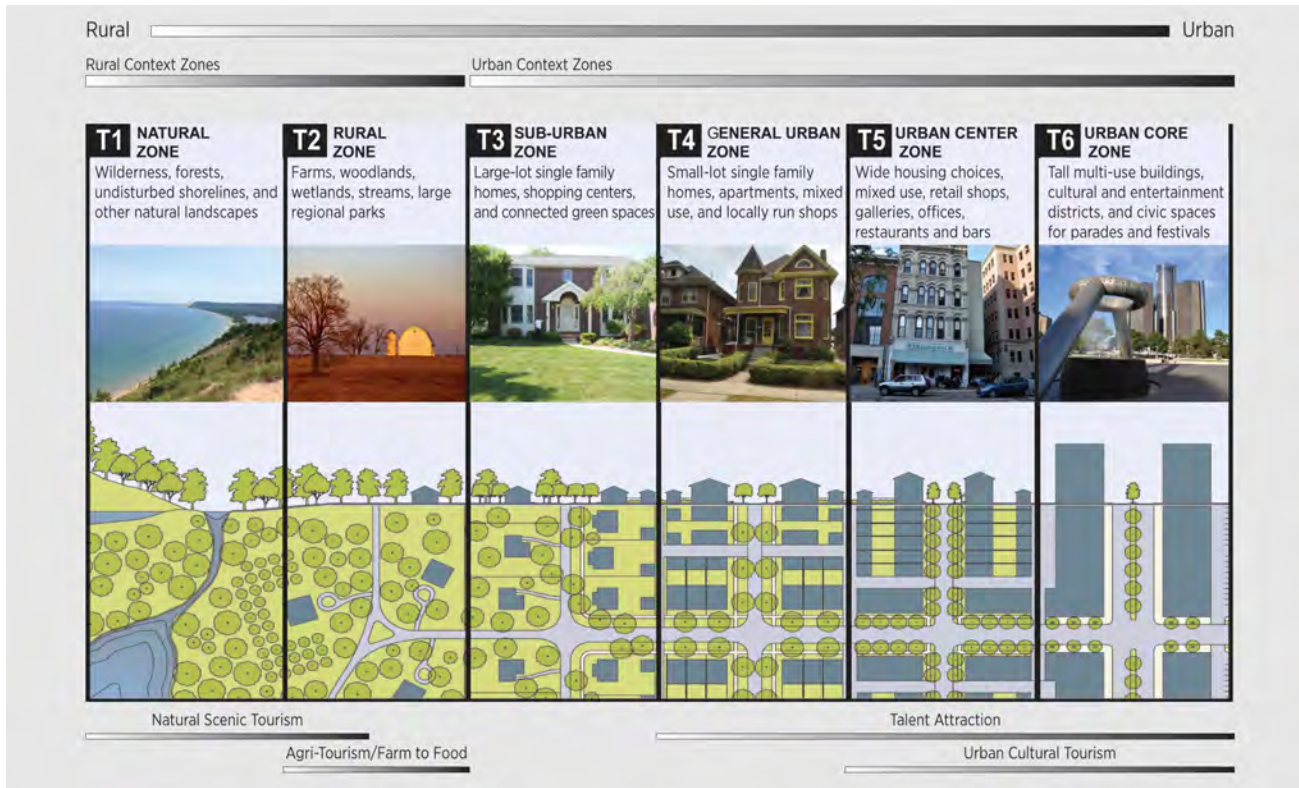 Rural
Urban
Rural Context Zones
Urban Context Zones
T1 NATURAL
ZONE
Wilderness, forests,
undisturbed shorelines, and
other natural landscapes
T2 RURAL
ZONE
Farms, woodlands,
wetlands, streams, large
regional parks
T3 SUB-URBAN
ZONE
Large-lot single family
homes, shopping centers,
and connected green spaces
T4 GENERAL URBAN
ZONE
Small-lot single family
homes, apartments, mixed
use, and locally run shops
T5 URBAN CENTER
ZONE
Wide housing choices,
mixed use, retail shops,
galleries, offices,
restaurants and bars
T6 URBAN CORE
ZONE
Tall multi-use buildings,
cultural and entertainment
districts, and civic spaces
for parades and festivals
Natural Scenic Tourism
Talent Attraction
Agri-Tourism/Farm to Food
Urban Cultural Tourism